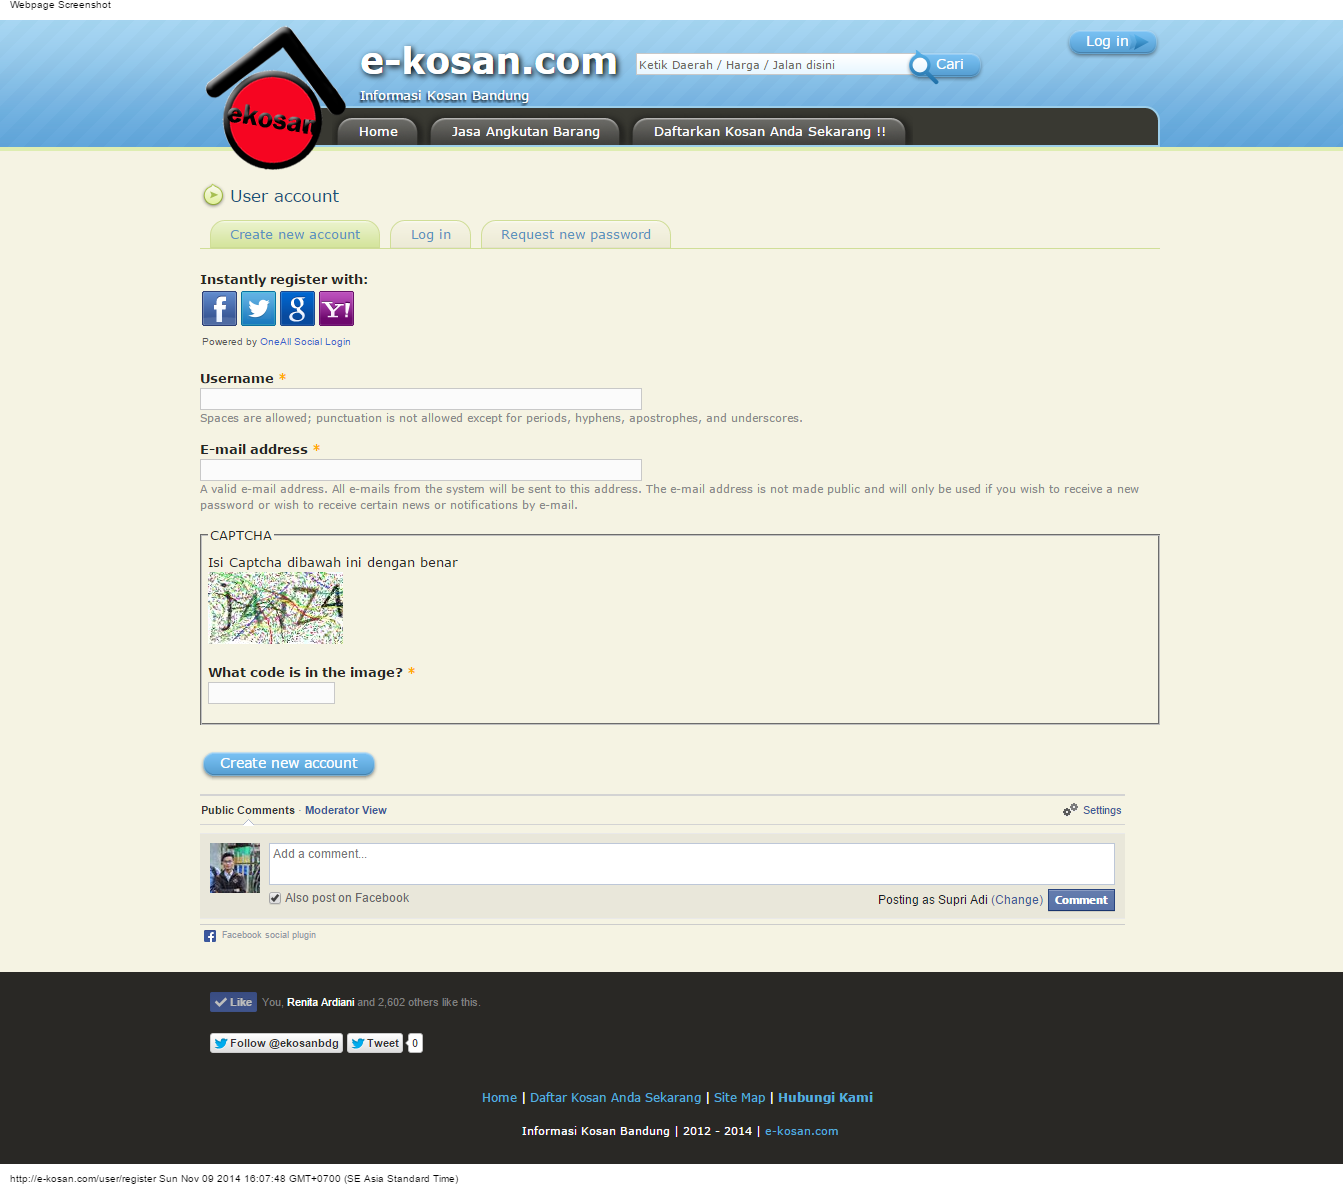 Webpage Screenshot
e-kosan.com
Informasi Kosan Bandung
Ketik Daerah / Harga / Jalan disini
Cari
Log in
ekosan
Home
Jasa Angkutan Barang
Daftarkan Kosan Anda Sekarang !!
User account
Create new account
Log in
Request new password
Instantly register with:
Powered by OneAll Social Login
Username *
Spaces are allowed; punctuation is not allowed except for periods, hyphens, apostrophes, and underscores.
E-mail address *
A valid e-mail address. All e-mails from the system will be sent to this address. The e-mail address is not made public and will only be used if you wish to receive a new
password or wish to receive certain news or notifications by e-mail.
CAPTCHA
Isi Captcha dibawah ini dengan benar
What code is in the image? *
Create new account
Public Comments - Moderator View
Settings
Add a comment...
Also post on Facebook
Posting as Supri Adi (Change)
Comment
Facebook social plugin
Like
You, Renita Ardiani and 2,602 others like this.
Follow @ekosanbdg
Tweet
0
Home | Daftar Kosan Anda Sekarang | Site Map | Hubungi Kami
Informasi Kosan Bandung | 2012 - 2014 | e-kosan.com
http://e-kosan.com/user/register Sun Nov 09 2014 16:07:48 GMT+0700 (SE Asia Standard Time)